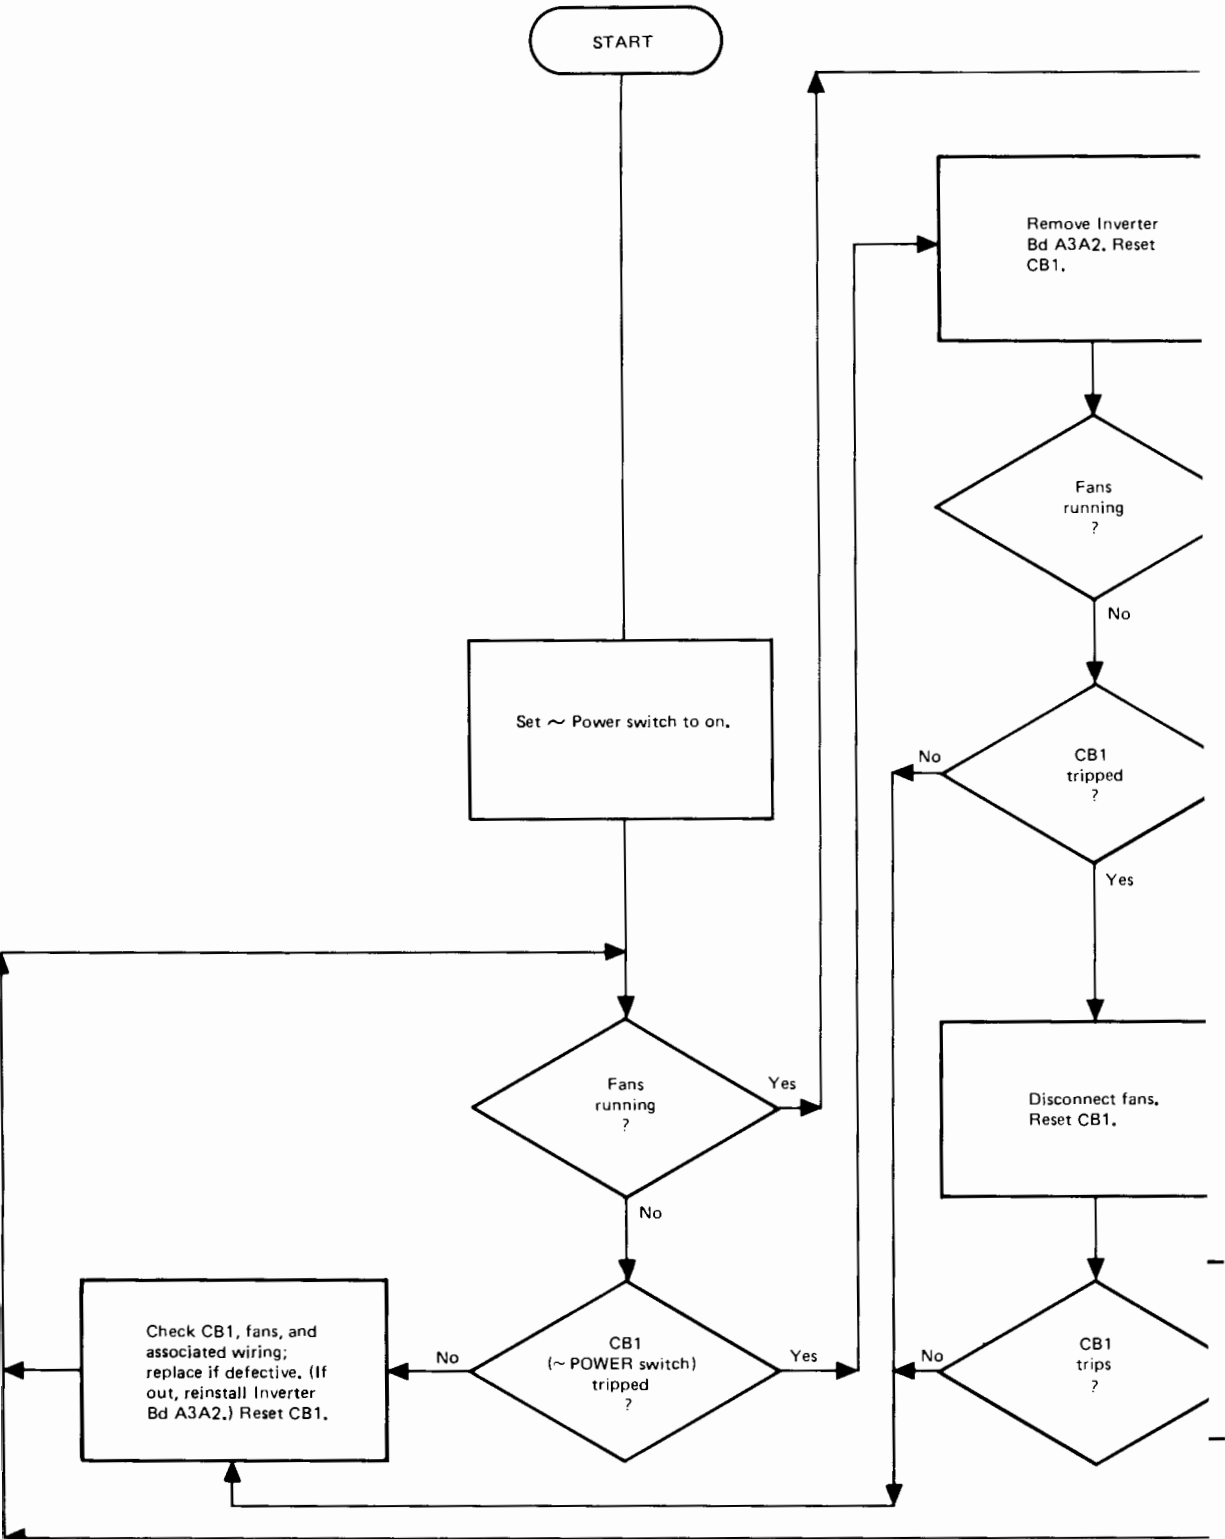 START
Set ~ Power switch to on.
Fans
running
?
Yes
No
CB1
(~ POWER switch)
tripped
?
No
Yes
Check CB1, fans, and
associated wiring;
replace if defective. (If
out, reinstall Inverter
Bd A3A2.) Reset CB1.
Remove Inverter
Bd A3A2. Reset
CB1.
Fans
running
?
No
CB1
tripped
?
No
Yes
Disconnect fans.
Reset CB1.
CB1
trips
?
No